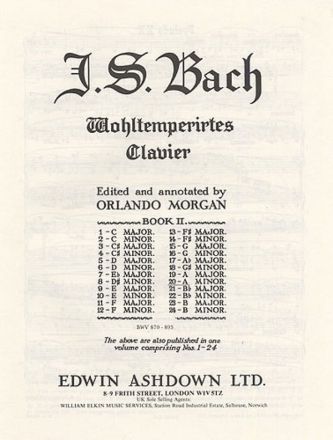 J.S. Bach
Wohltemperirtes
Clavier
Edited and annotated by
ORLANDO MORGAN
BOOK II.
1 - C MAJOR. 13 - F♯ MAJOR.
2 - C MINOR. 14 - F♯ MINOR.
3 - C♯ MAJOR. 15 - G MAJOR.
4 - C♯ MINOR. 16 - G MINOR.
5 - D MAJOR. 17 - A♭ MAJOR.
6 - D MINOR. 18 - G♯ MINOR.
7 - E♭ MAJOR. 19 - A MAJOR.
8 - D♯ MINOR. 20 - A MINOR.
9 - E MAJOR. 21 - B♭ MAJOR.
10 - E MINOR. 22 - B♭ MINOR.
11 - F MAJOR. 23 - B MAJOR.
12 - F MINOR. 24 - B MINOR.
BWV 870 - 893
The above are also published in one
volume comprising Nos. 1-24
EDWIN ASHDOWN LTD.
8-9 FRITH STREET, LONDON W1V 5TZ
UK Sole Selling Agents:
WILLIAM ELKIN MUSIC SERVICES, Station Road Industrial Estate, Salhouse, Norwich